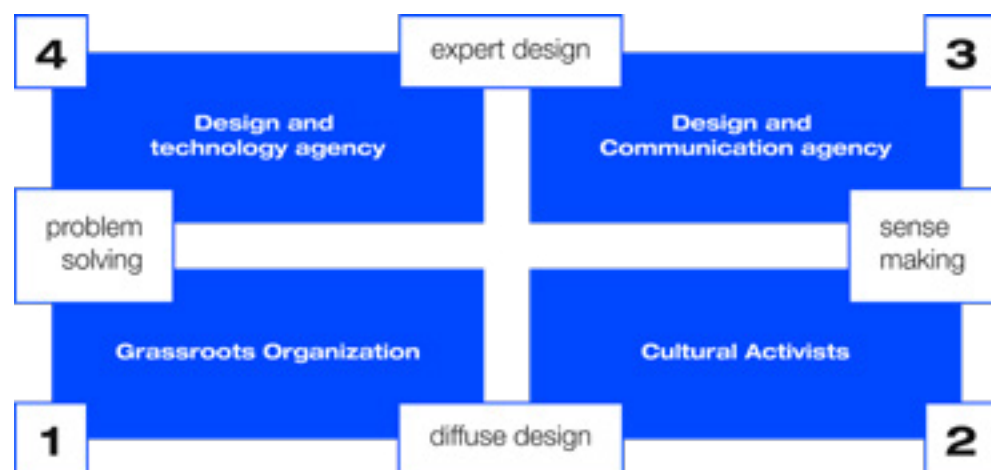 4
expert design
3
Design and
technology agency
Design and
Communication agency
problem
solving
sense
making
Grassroots Organization
Cultural Activists
1
diffuse design
2